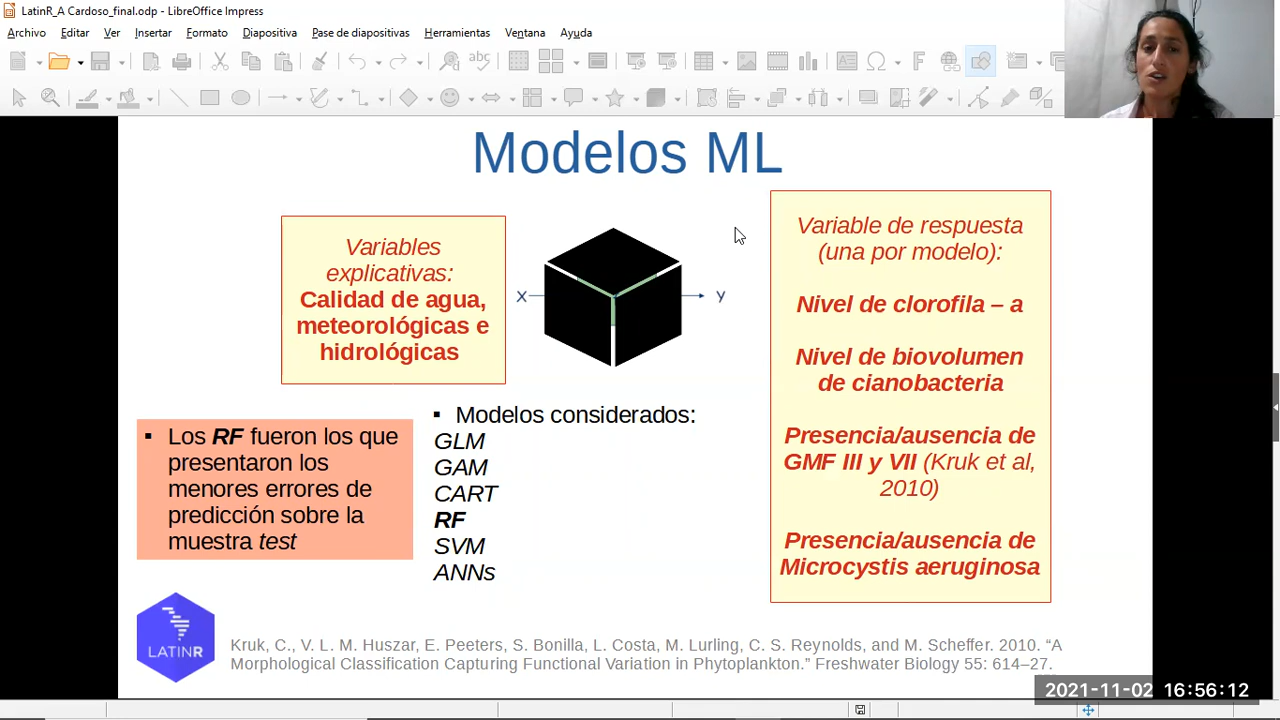 LatinR_A Cardoso_final.odp - LibreOffice Impress
Archivo Editar Ver Insertar Formato Diapositiva Pase de diapositivas Herramientas Ventana Ayuda
Modelos ML
Variables
explicativas:
Calidad de agua,
meteorológicas e
hidrológicas
X
y
Variable de respuesta
(una por modelo):
Nivel de clorofila – a
Nivel de biovolumen
de cianobacteria
Presencia/ausencia de
GMF III y VII (Kruk et al,
2010)
Presencia/ausencia de
Microcystis aeruginosa
▪ Los RF fueron los que
presentaron los
menores errores de
predicción sobre la
muestra test
▪ Modelos considerados:
GLM
GAM
CART
RF
SVM
ANNs
LATINR
Kruk, C., V. L. M. Huszar, E. Peeters, S. Bonilla, L. Costa, M. Lurling, C. S. Reynolds, and M. Scheffer. 2010. “A
Morphological Classification Capturing Functional Variation in Phytoplankton.” Freshwater Biology 55: 614–27.
2021-11-02 16:56:12